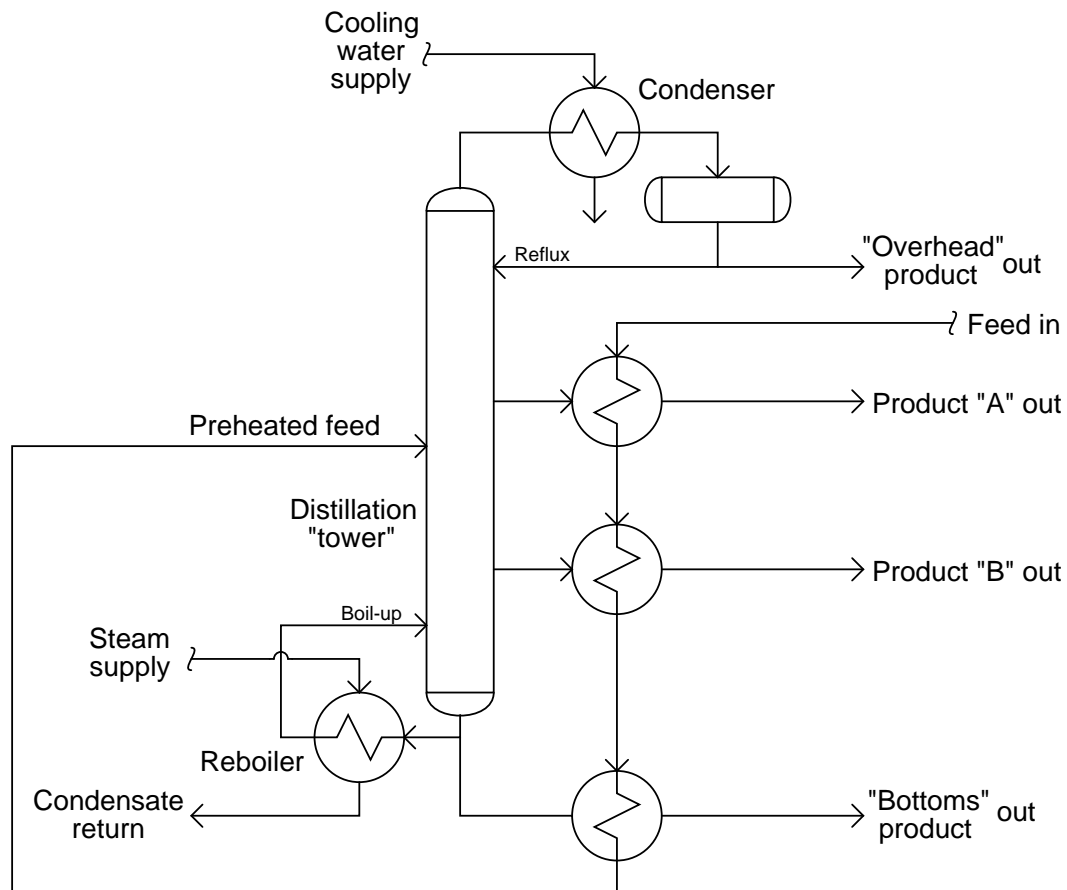 Cooling
water
supply
Condenser
Reflux
"Overhead" out
product
Feed in
Product "A" out
Preheated feed
Distillation
"tower"
Product "B" out
Boil-up
Steam
supply
Reboiler
Condensate
return
"Bottoms" out
product